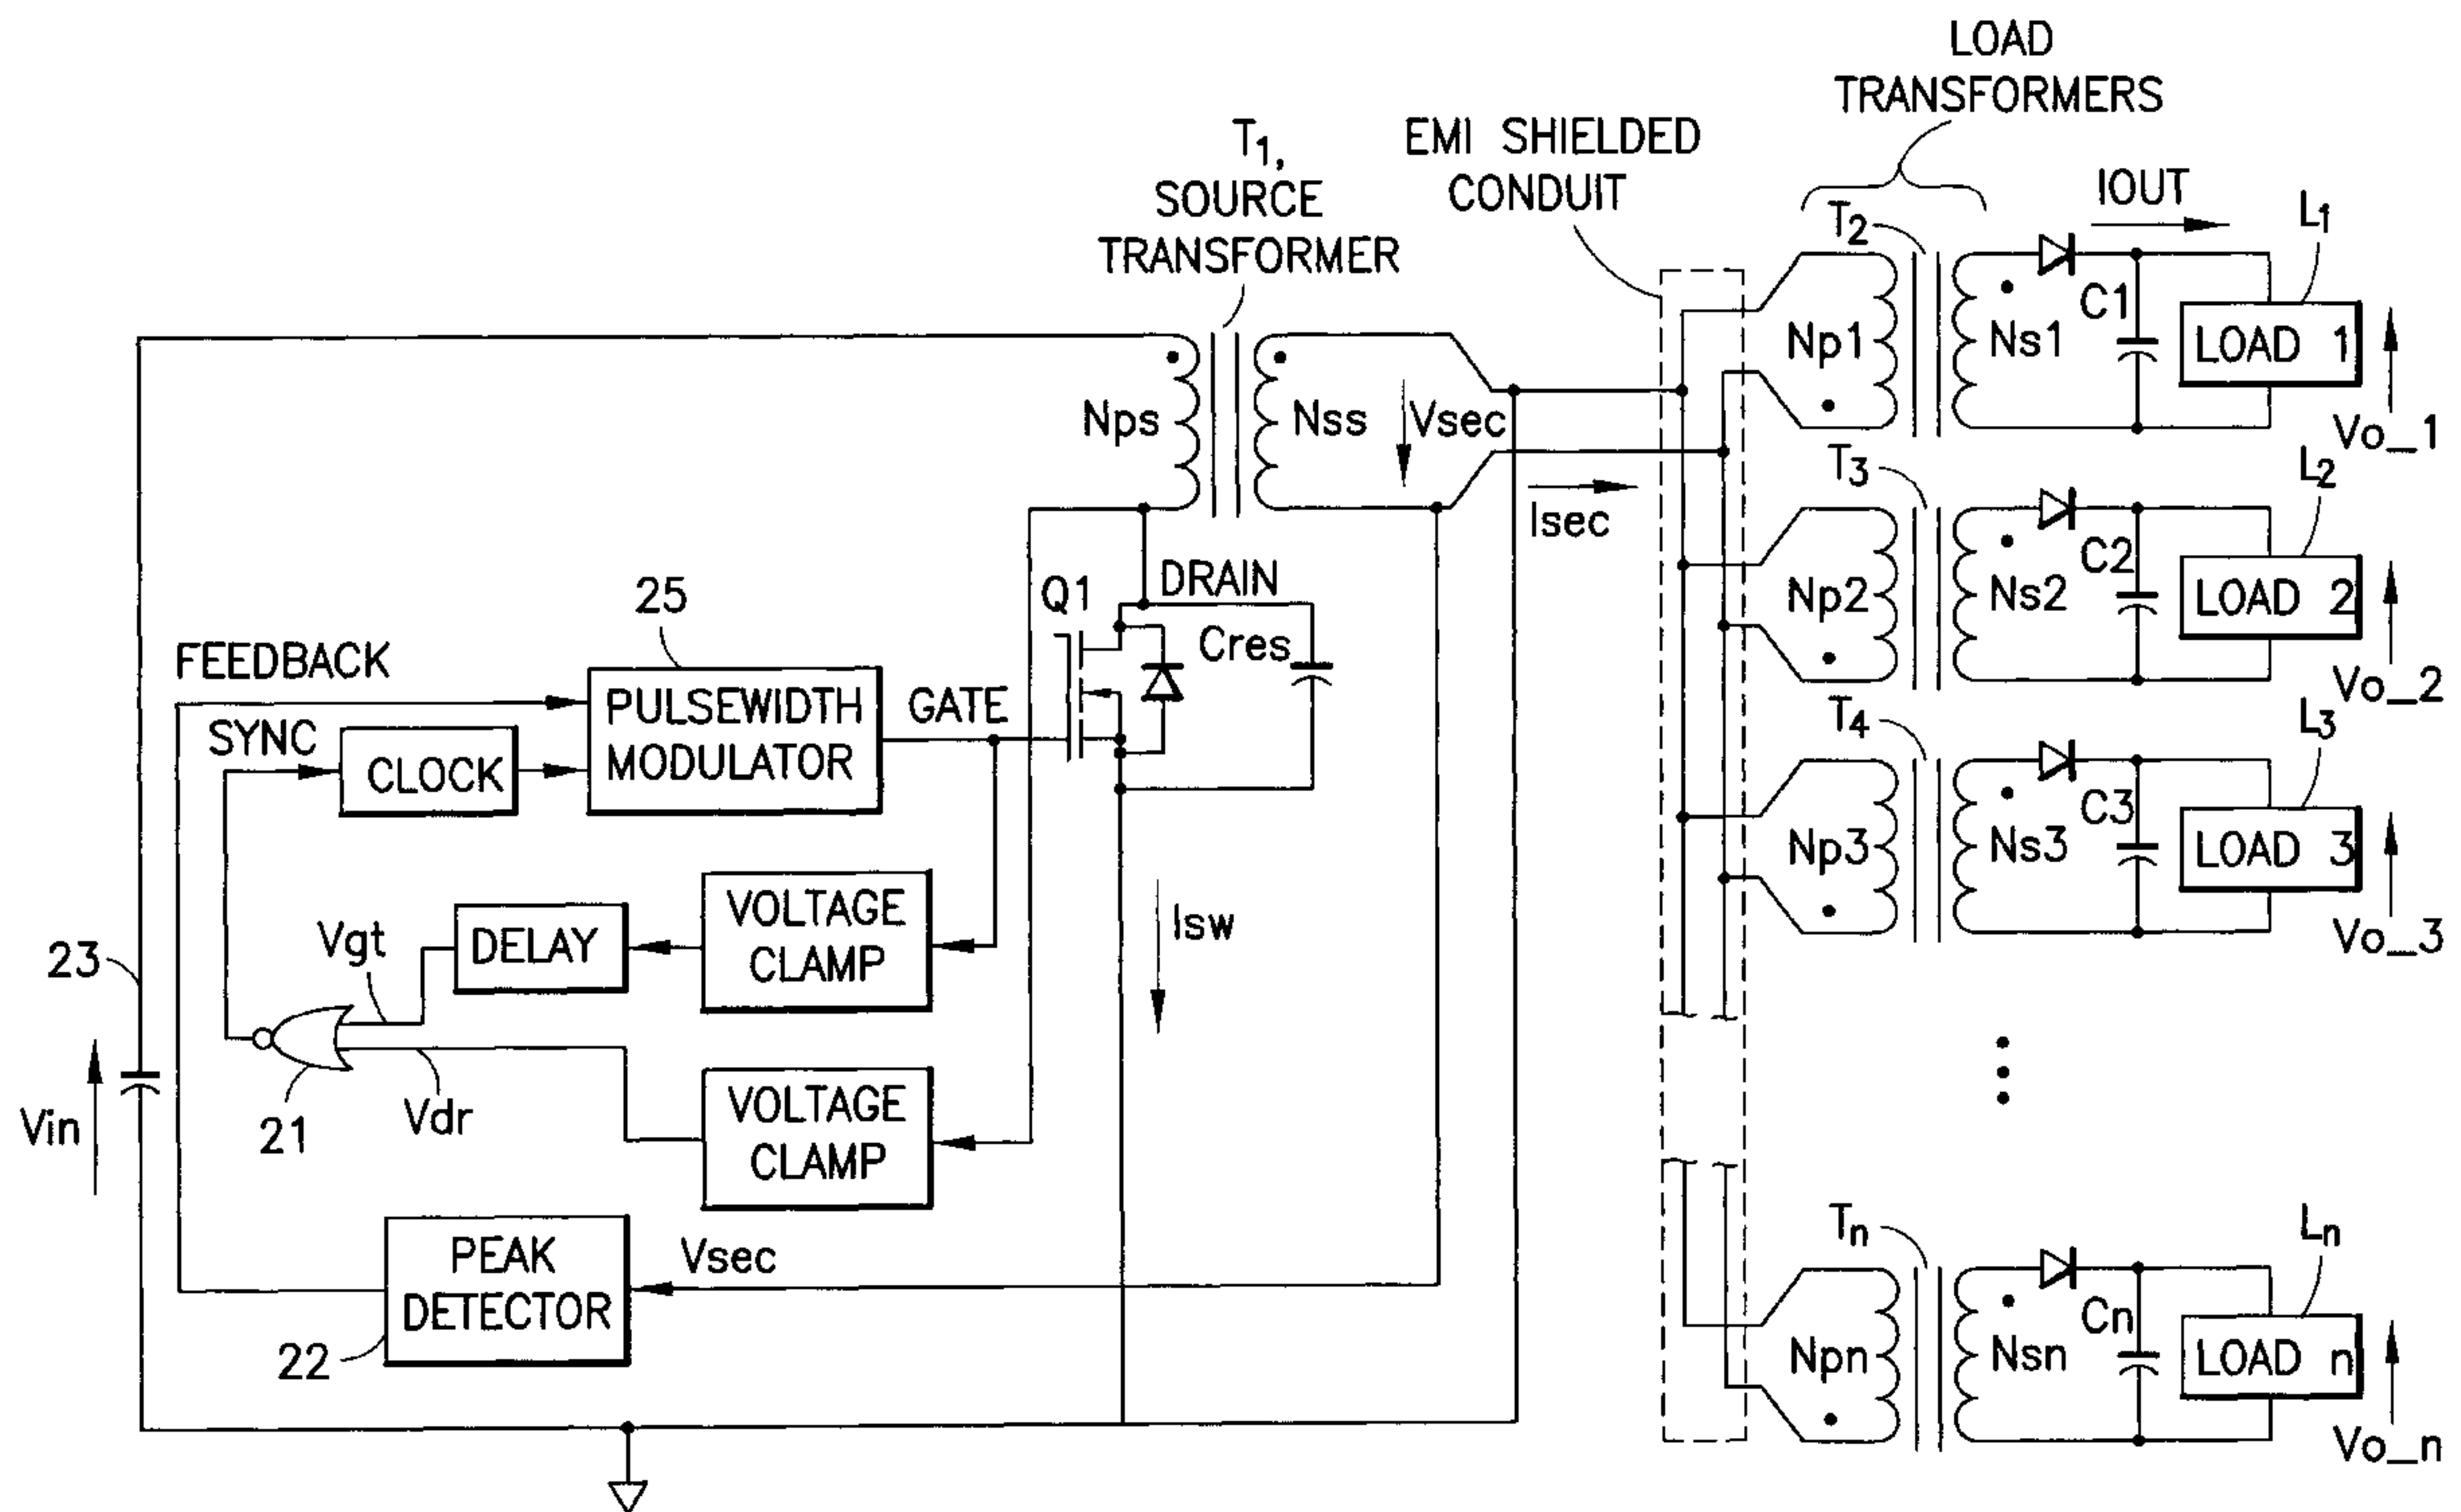 LOAD
TRANSFORMERS
EMI SHIELDED
CONDUIT
T1,
SOURCE
TRANSFORMER
IOUT
T2
L1
Np1
Ns1
C1
LOAD 1
Vo_1
Nps
Nss
Vsec
Isec
T3
L2
Np2
Ns2
C2
LOAD 2
Vo_2
Q1
DRAIN
Cres
25
FEEDBACK
PULSEWIDTH
MODULATOR
GATE
SYNC
CLOCK
T4
L3
Np3
Ns3
C3
LOAD 3
Vo_3
VOLTAGE
CLAMP
DELAY
Vgt
Isw
23
21
Vdr
Vin
VOLTAGE
CLAMP
PEAK
DETECTOR
Vsec
22
Tn
Ln
Npn
Nsn
Cn
LOAD n
Vo_n